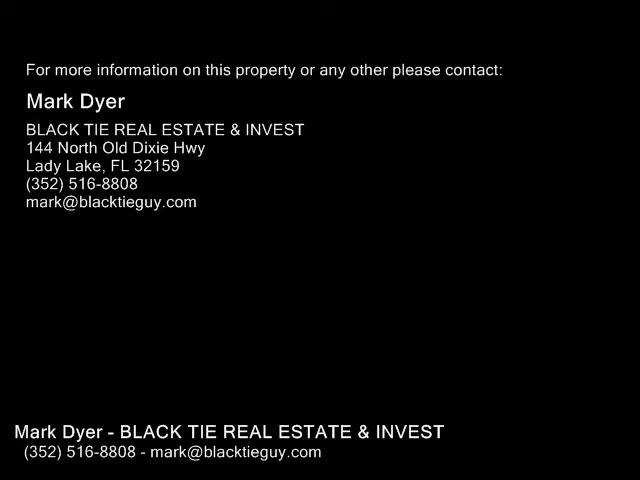 For more information on this property or any other please contact:
Mark Dyer
BLACK TIE REAL ESTATE & INVEST
144 North Old Dixie Hwy
Lady Lake, FL 32159
(352) 516-8808
mark@blacktieguy.com
Mark Dyer - BLACK TIE REAL ESTATE & INVEST
(352) 516-8808 - mark@blacktieguy.com